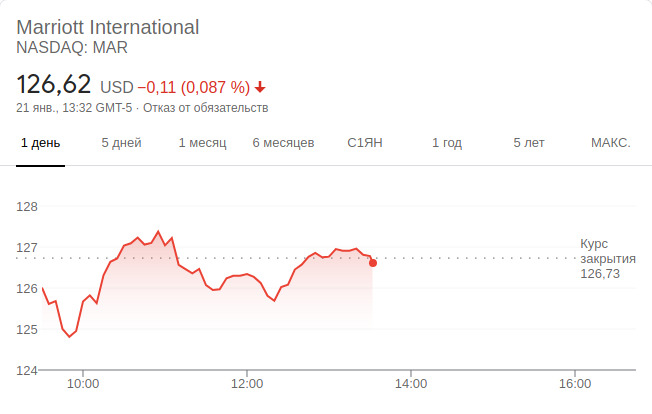 Marriott International
NASDAQ: MAR
126,62 USD −0,11 (0,087 %)
21 янв., 13:32 GMT-5 · Отказ от обязательств
1 день 5 дней 1 месяц 6 месяцев С1ЯН 1 год 5 лет МАКС.
128
127
126
125
124
Курс
закрытия
126,73
10:00 12:00 14:00 16:00